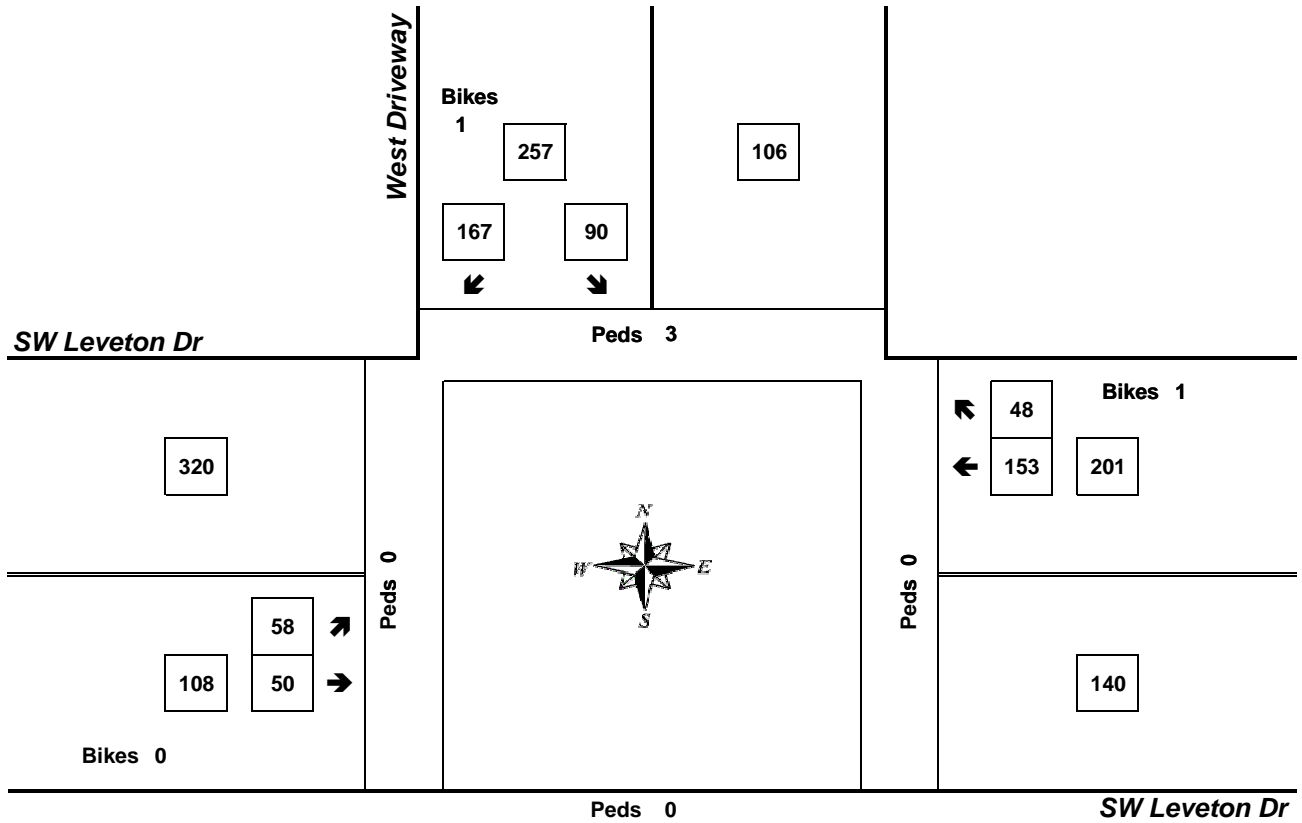 West Driveway
Bikes
1
257
106
167
90
Peds 3
SW Leveton Dr
48
Bikes 1
320
153
201
N
W
E
S
Peds 0
Peds 0
58
108
50
140
Bikes 0
Peds 0
SW Leveton Dr